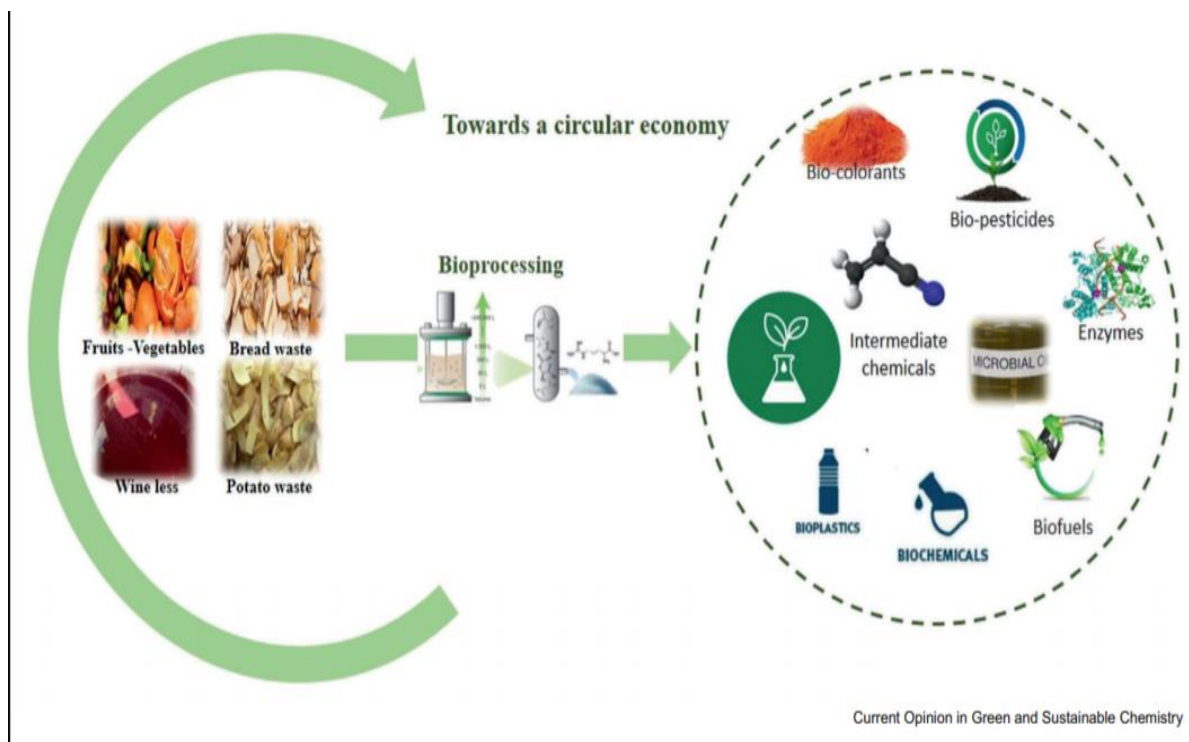 Towards a circular economy
Bio-colorants
Bio-pesticides
Bioprocessing
Fruits -Vegetables
Bread waste
Intermediate
chemicals
Enzymes
MICROBIAL
Wine less
Potato waste
BIOPLASTICS
BIOCHEMICALS
Biofuels
Current Opinion in Green and Sustainable Chemistry